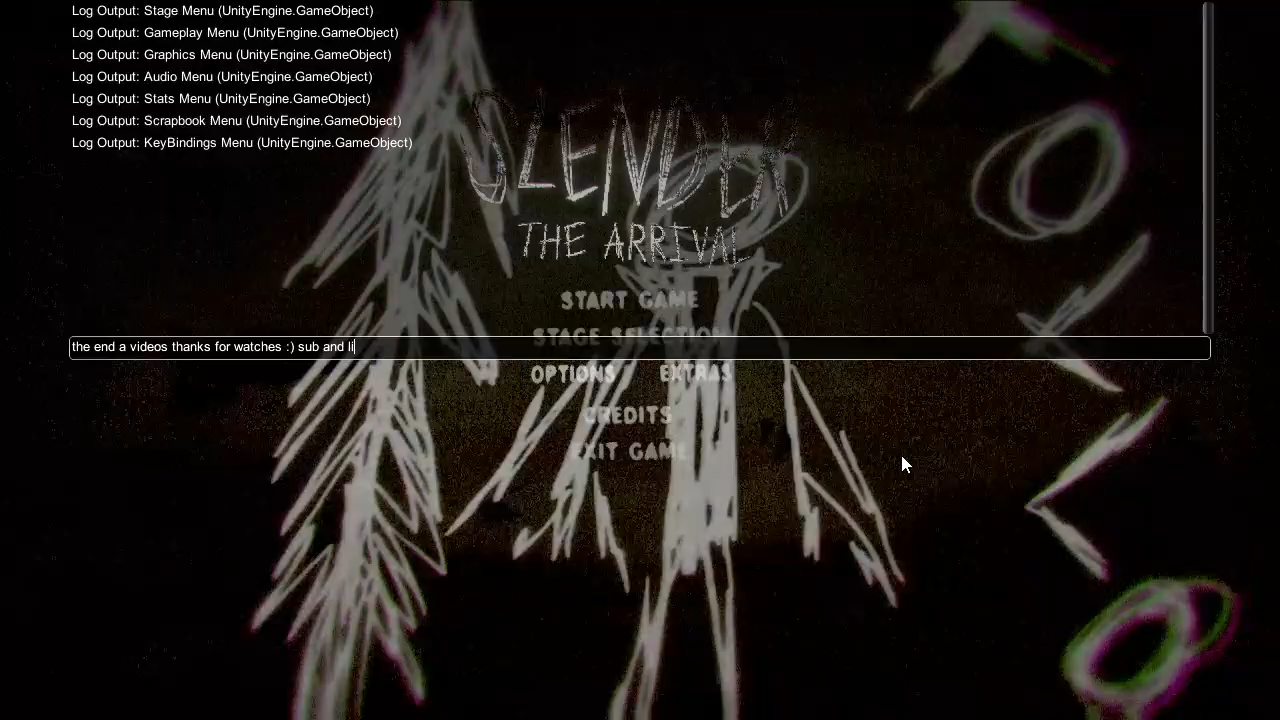 Log Output: Stage Menu (UnityEngine.GameObject)
Log Output: Gameplay Menu (UnityEngine.GameObject)
Log Output: Graphics Menu (UnityEngine.GameObject)
Log Output: Audio Menu (UnityEngine.GameObject)
Log Output: Stats Menu (UnityEngine.GameObject)
Log Output: Scrapbook Menu (UnityEngine.GameObject)
Log Output: KeyBindings Menu (UnityEngine.GameObject)
SLENDER
THE ARRIVAL
START GAME
STAGE SELECTION
the end a videos thanks for watches :) sub and li
OPTIONS EXTRAS
CREDITS
EXIT GAME